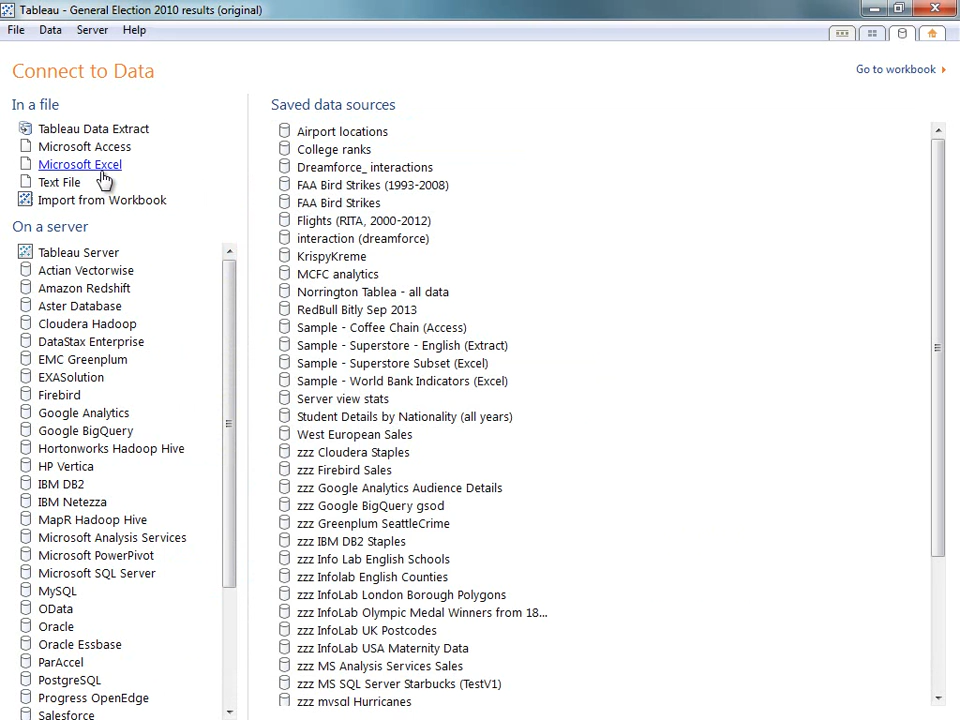 Tableau - General Election 2010 results (original)
File Data Server Help
Connect to Data
Go to workbook
In a file
Tableau Data Extract
Microsoft Access
Microsoft Excel
Text File
Import from Workbook
On a server
Tableau Server
Actian Vectorwise
Amazon Redshift
Aster Database
Cloudera Hadoop
DataStax Enterprise
EMC Greenplum
EXASolution
Firebird
Google Analytics
Google BigQuery
Hortonworks Hadoop Hive
HP Vertica
IBM DB2
IBM Netezza
MapR Hadoop Hive
Microsoft Analysis Services
Microsoft PowerPivot
Microsoft SQL Server
MySQL
OData
Oracle
Oracle Essbase
ParAccel
PostgreSQL
Progress OpenEdge
Salesforce
Saved data sources
Airport locations
College ranks
Dreamforce_ interactions
FAA Bird Strikes (1993-2008)
FAA Bird Strikes
Flights (RITA, 2000-2012)
interaction (dreamforce)
KrispyKreme
MCFC analytics
Norrington Tablea - all data
RedBull Bitly Sep 2013
Sample - Coffee Chain (Access)
Sample - Superstore - English (Extract)
Sample - Superstore Subset (Excel)
Sample - World Bank Indicators (Excel)
Server view stats
Student Details by Nationality (all years)
West European Sales
zzz Cloudera Staples
zzz Firebird Sales
zzz Google Analytics Audience Details
zzz Google BigQuery gsod
zzz Greenplum SeattleCrime
zzz IBM DB2 Staples
zzz Info Lab English Schools
zzz Infolab English Counties
zzz InfoLab London Borough Polygons
zzz InfoLab Olympic Medal Winners from 18...
zzz InfoLab UK Postcodes
zzz InfoLab USA Maternity Data
zzz MS Analysis Services Sales
zzz MS SQL Server Starbucks (TestV1)
zzz mysql Hurricanes